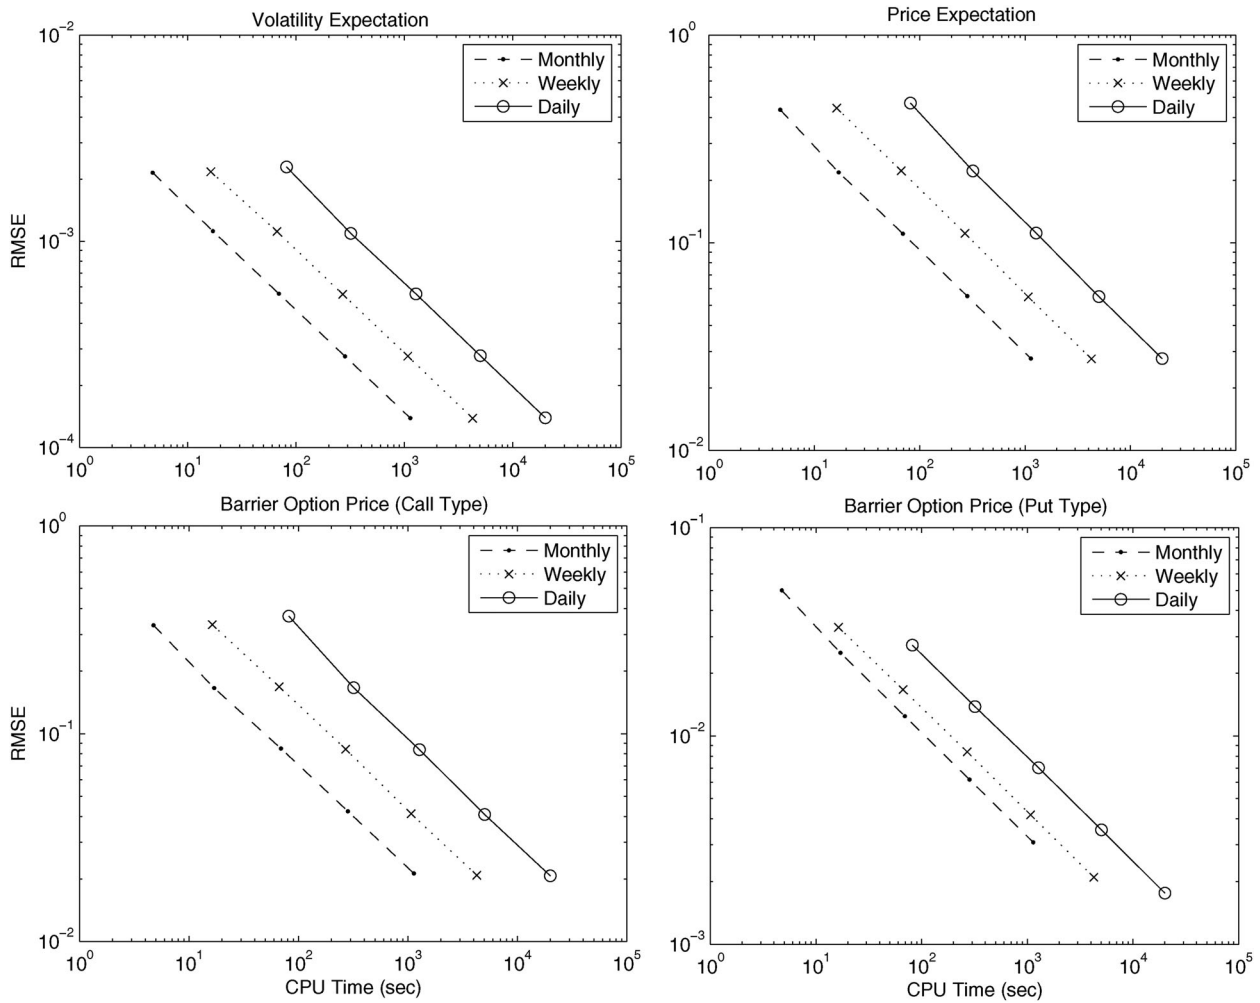 Volatility Expectation
10^-2
10^-3
10^-4
RMSE
10^0 10^1 10^2 10^3 10^4 10^5
Monthly
Weekly
Daily
Price Expectation
10^0
10^-1
10^-2
10^0 10^1 10^2 10^3 10^4 10^5
Monthly
Weekly
Daily
Barrier Option Price (Call Type)
10^0
10^-1
10^-2
RMSE
10^0 10^1 10^2 10^3 10^4 10^5
CPU Time (sec)
Monthly
Weekly
Daily
Barrier Option Price (Put Type)
10^-1
10^-2
10^-3
10^0 10^1 10^2 10^3 10^4 10^5
CPU Time (sec)
Monthly
Weekly
Daily